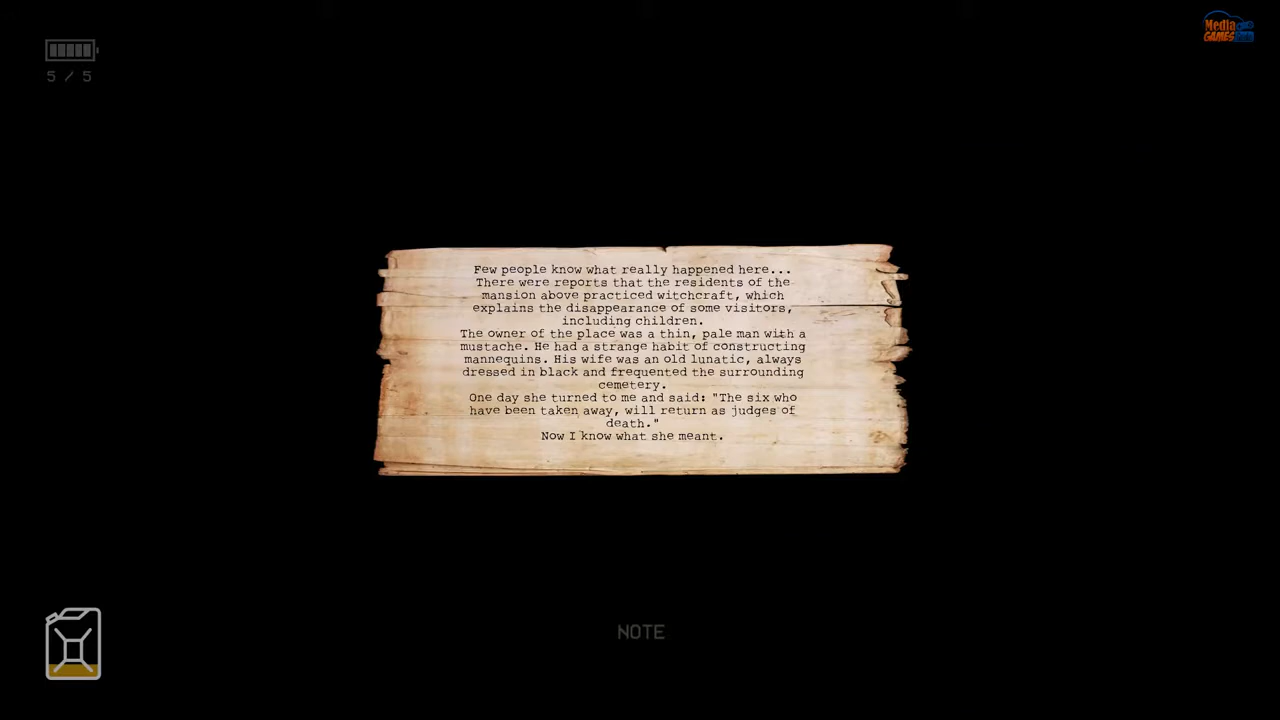 Media
GAMES
5 / 5
Few people know what really happened here...
There were reports that the residents of the
mansion above practiced witchcraft, which
explains the disappearance of some visitors,
including children.
The owner of the place was a thin, pale man with a
mustache. He had a strange habit of constructing
mannequins. His wife was an old lunatic, always
dressed in black and frequented the surrounding
cemetery.
One day she turned to me and said: "The six who
have been taken away, will return as judges of
death."
Now I know what she meant.
NOTE